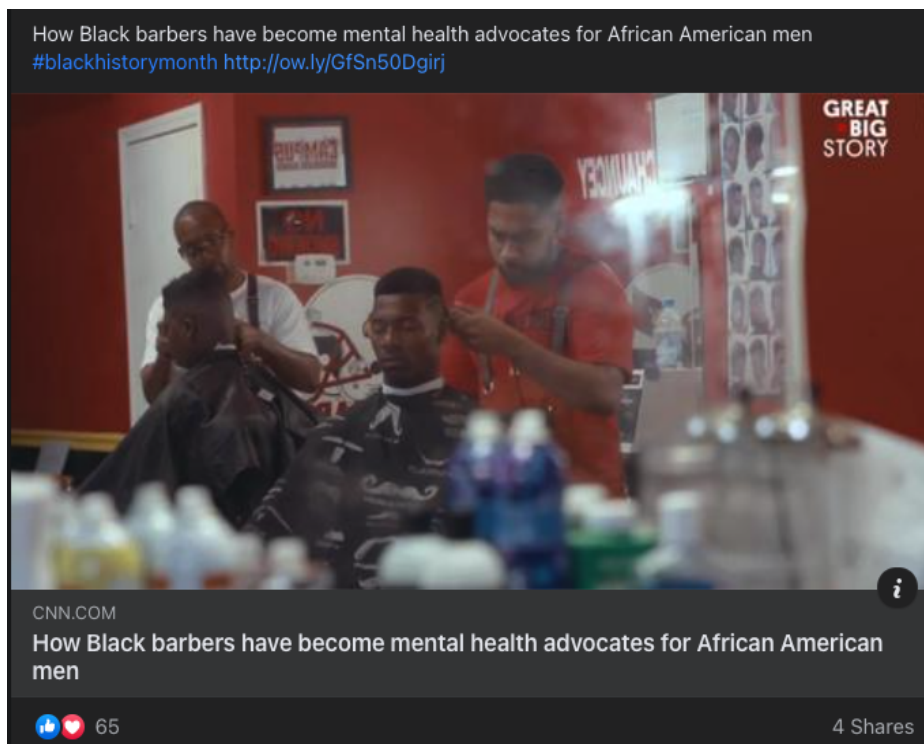 How Black barbers have become mental health advocates for African American men
#blackhistorymonth http://ow.ly/GfSn50Dgirj
GREAT
BIG
STORY
CAMPUS
CHAUNCEY
CNN.COM
How Black barbers have become mental health advocates for African American
men
65
4 Shares